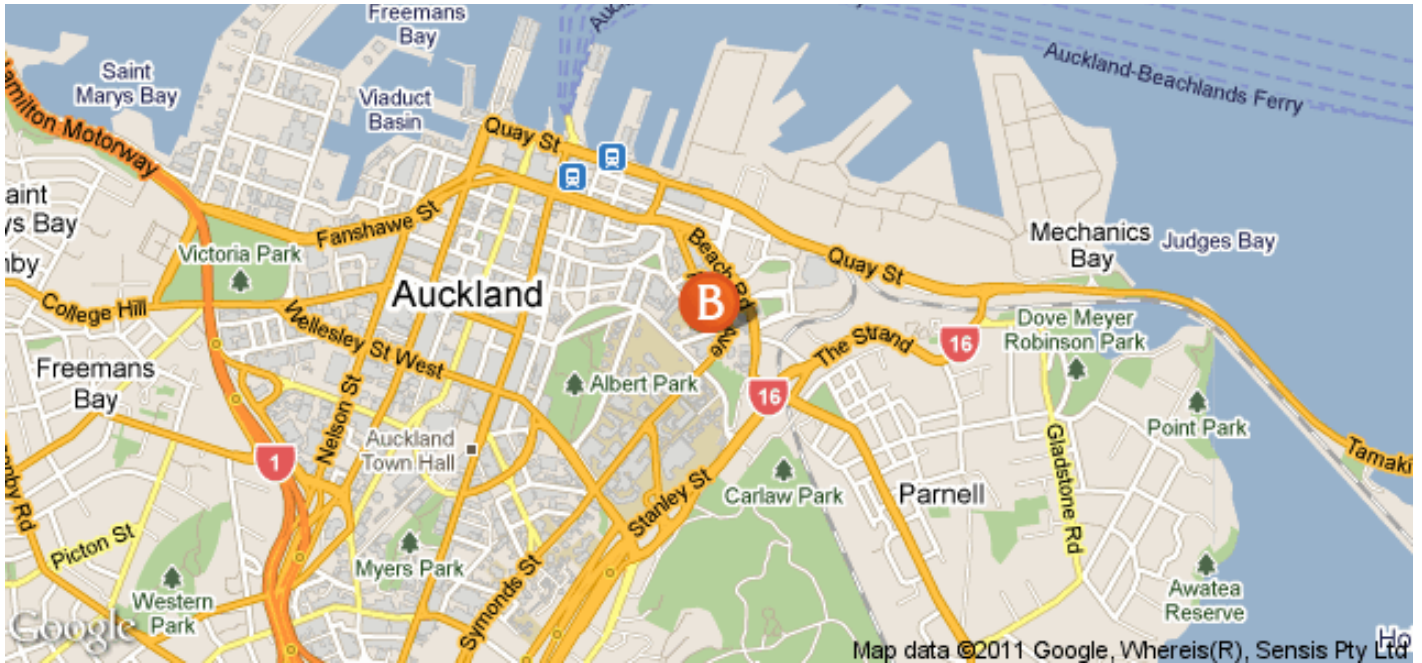 Freemans
Bay
Auck
Saint
Marys Bay
Viaduct
Basin
Auckland-Beachlands Ferry
Hamilton Motorway
Quay St
aint
ys Bay
nby
Fanshawe St
Beach Rd
Mechanics
Bay
Judges Bay
Victoria Park
Quay St
College Hill
Auckland
B
Ave
Wellesley St West
The Strand
16
Dove Meyer
Robinson Park
Freemans
Bay
Albert Park
16
Nelson St
Auckland
Town Hall
1
Point Park
Gladstone Rd
Tamaki
Stanley St
Carlaw Park
Parnell
Picton St
Myers Park
Symonds St
Western
Park
Awatea
Reserve
Google
Ho
Map data ©2011 Google, Whereis(R), Sensis Pty Ltd